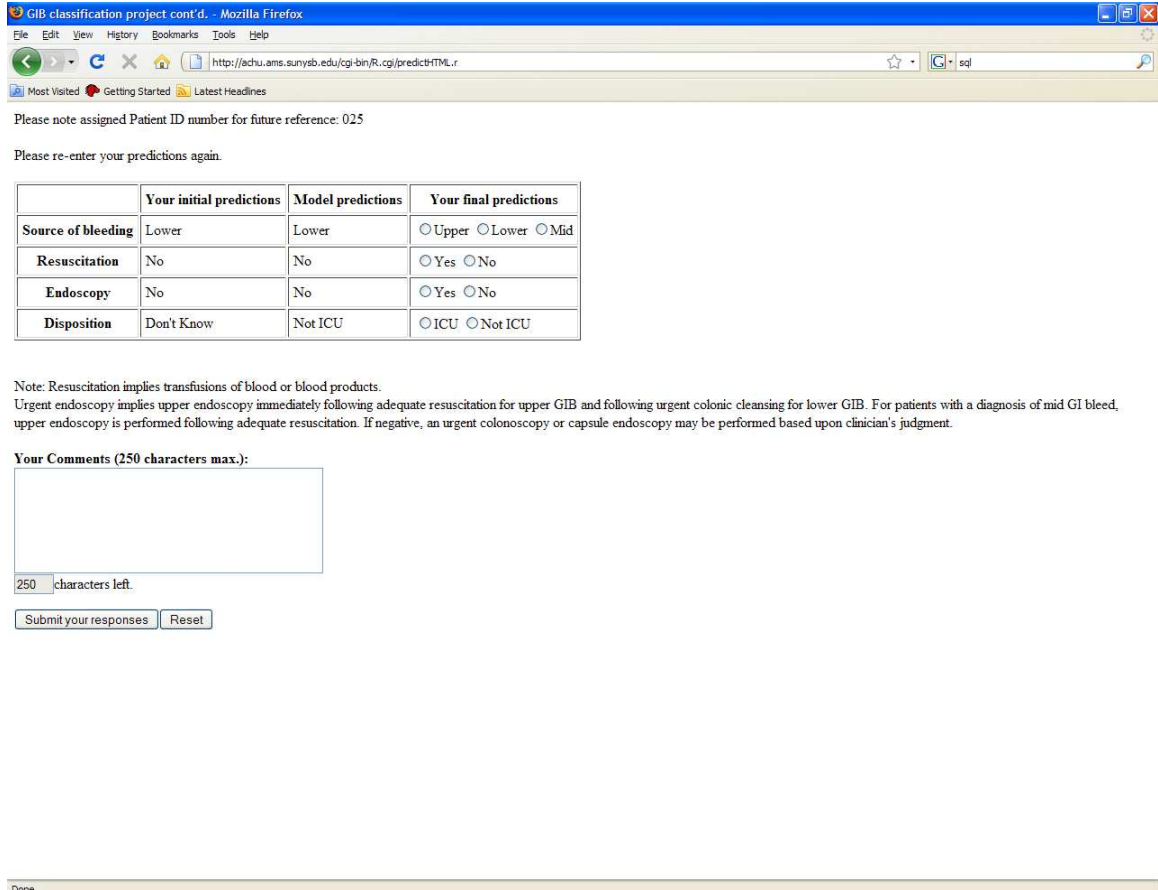 GIB classification project cont'd. - Mozilla Firefox
File Edit View History Bookmarks Tools Help
http://achu.ams.sunysb.edu/cgi-bin/R.cgi/predictHTML.r
G sql
Most Visited Getting Started Latest Headlines
Please note assigned Patient ID number for future reference: 025
Please re-enter your predictions again.
Your initial predictions Model predictions Your final predictions
Source of bleeding Lower Lower Upper Lower Mid
Resuscitation No No Yes No
Endoscopy No No Yes No
Disposition Don't Know Not ICU ICU Not ICU
Note: Resuscitation implies transfusions of blood or blood products.
Urgent endoscopy implies upper endoscopy immediately following adequate resuscitation for upper GIB and following urgent colonic cleansing for lower GIB. For patients with a diagnosis of mid GI bleed,
upper endoscopy is performed following adequate resuscitation. If negative, an urgent colonoscopy or capsule endoscopy may be performed based upon clinician's judgment.
Your Comments (250 characters max.):
250 characters left.
Submit your responses Reset
Done